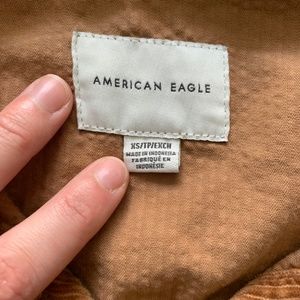 AMERICAN EAGLE
XS/TP/EXCH
MADE IN INDONESIA
FABRIQUÉ EN
INDONÉSIE